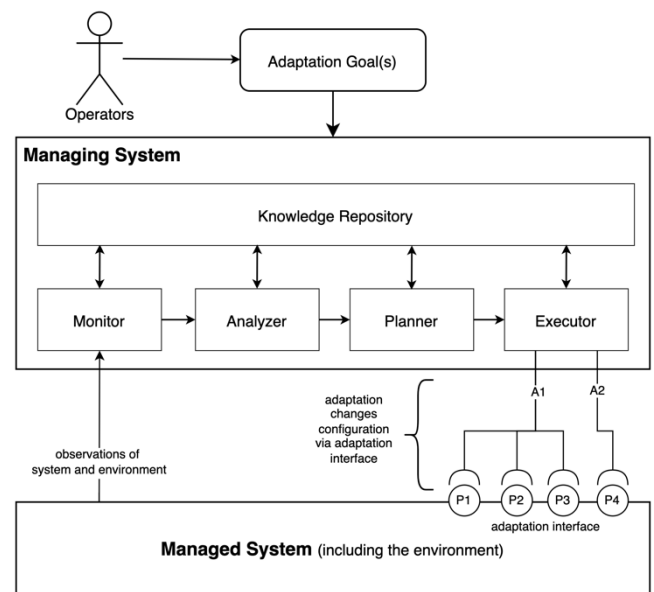 Operators
Adaptation Goal(s)
Managing System
Knowledge Repository
Monitor
Analyzer
Planner
Executor
A1
A2
adaptation
changes
configuration
via adaptation
interface
observations of
system and environment
P1
P2
P3
P4
adaptation interface
Managed System (including the environment)